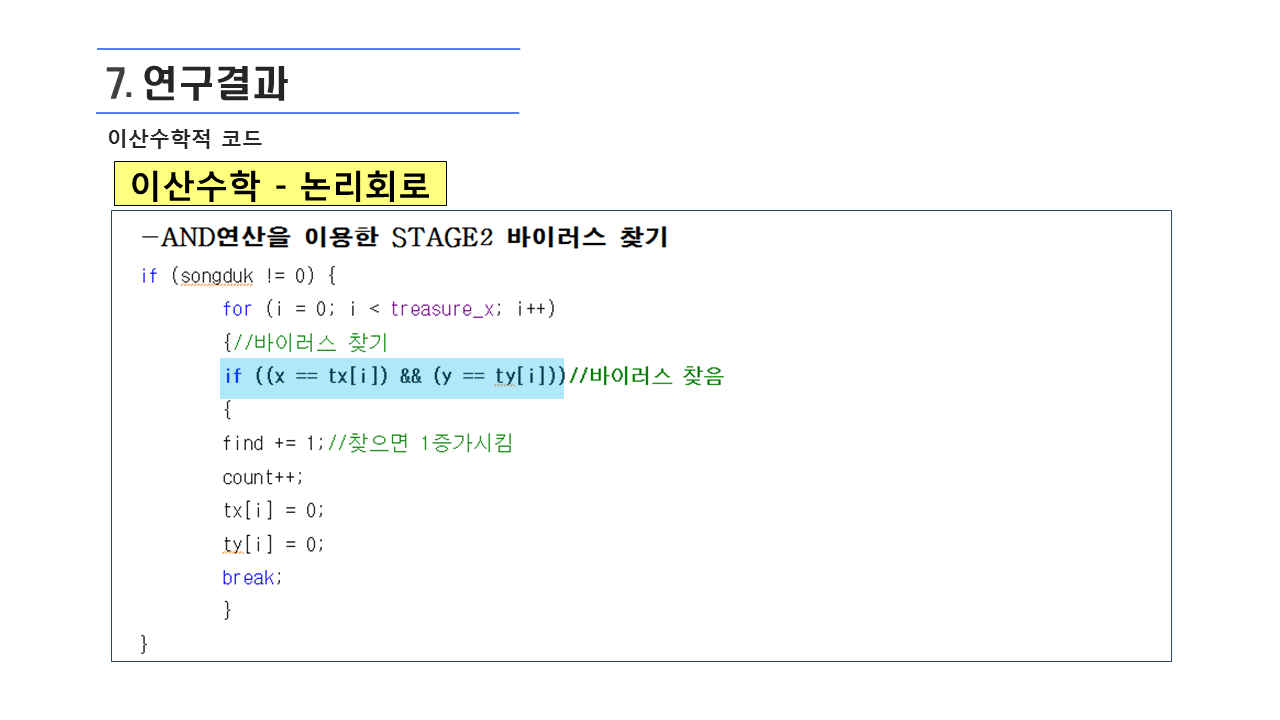 7. 연구결과
이산수학적 코드
이산수학 - 논리회로
-AND연산을 이용한 STAGE2 바이러스 찾기
if (songduk != 0) {
for (i = 0; i < treasure_x; i++)
{//바이러스 찾기
if ((x == tx[i]) && (y == ty[i]))//바이러스 찾음
{
find += 1;//찾으면 1증가시킴
count++;
tx[i] = 0;
ty[i] = 0;
break;
}
}